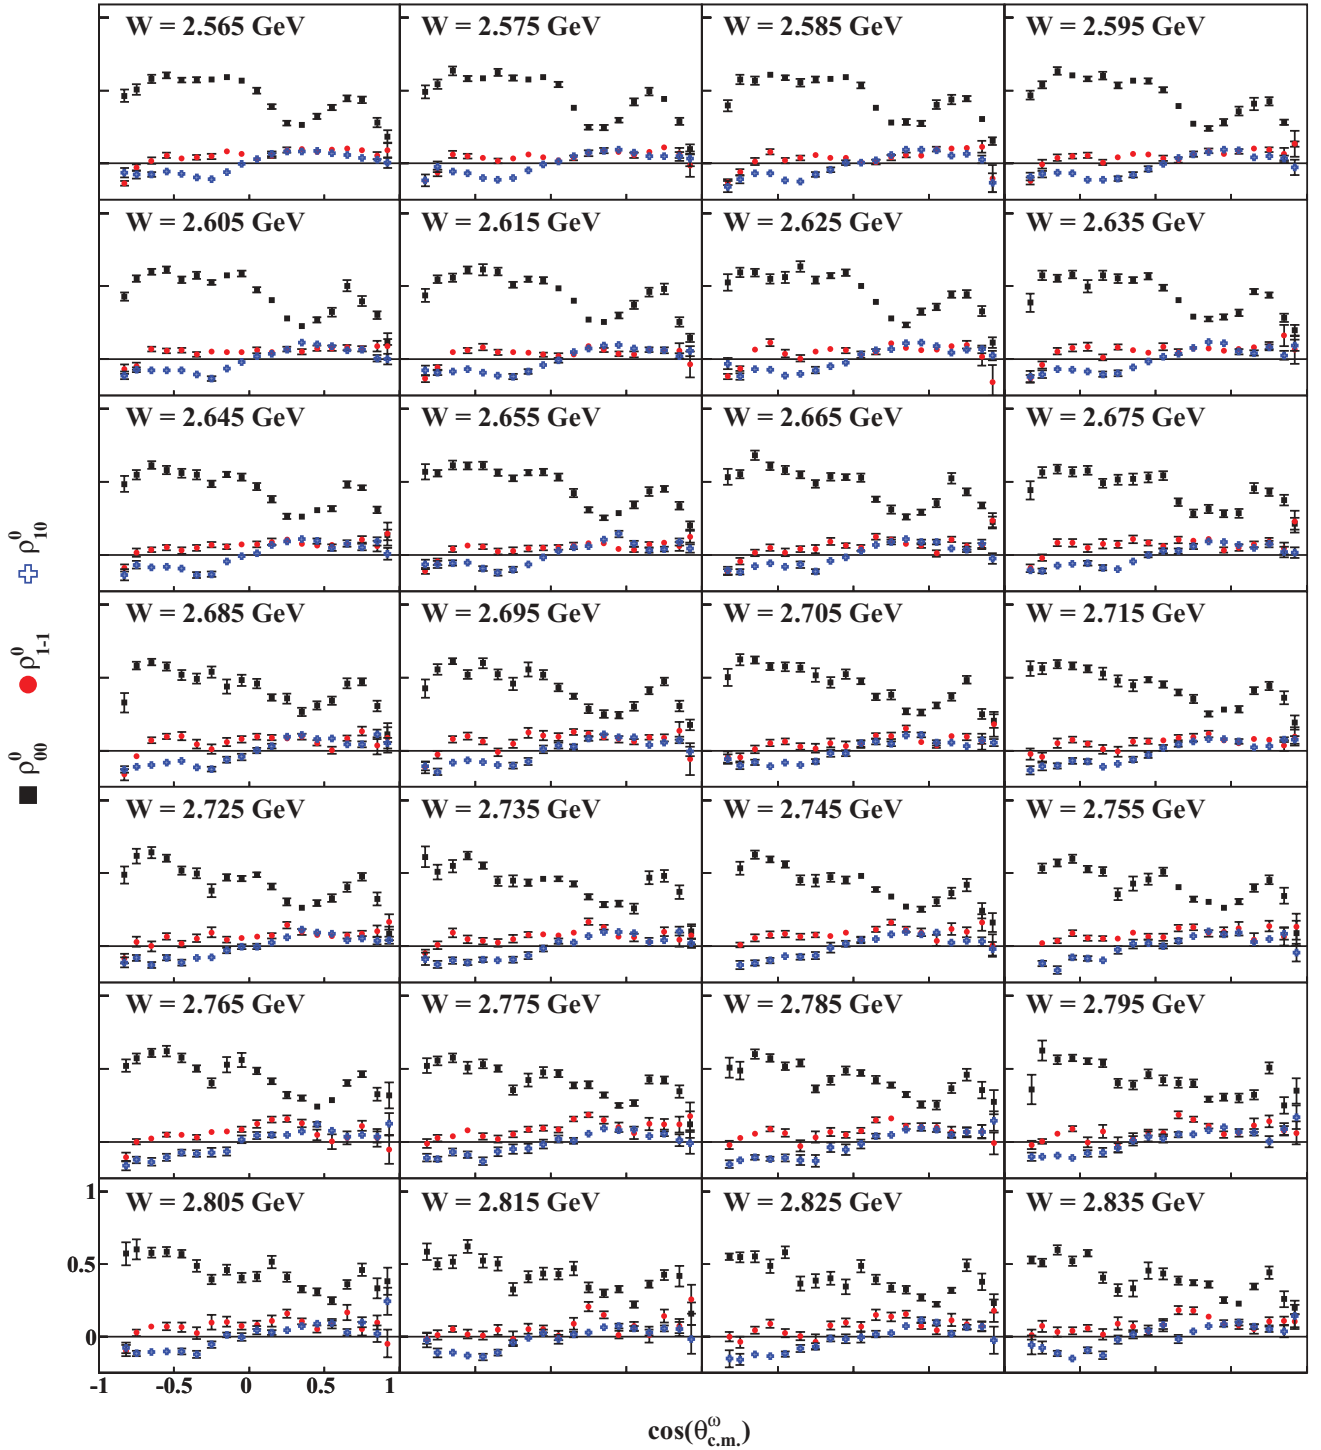 W = 2.565 GeV W = 2.575 GeV W = 2.585 GeV W = 2.595 GeV
W = 2.605 GeV W = 2.615 GeV W = 2.625 GeV W = 2.635 GeV
W = 2.645 GeV W = 2.655 GeV W = 2.665 GeV W = 2.675 GeV
W = 2.685 GeV W = 2.695 GeV W = 2.705 GeV W = 2.715 GeV
W = 2.725 GeV W = 2.735 GeV W = 2.745 GeV W = 2.755 GeV
W = 2.765 GeV W = 2.775 GeV W = 2.785 GeV W = 2.795 GeV
W = 2.805 GeV W = 2.815 GeV W = 2.825 GeV W = 2.835 GeV
1
0.5
0
-1 -0.5 0 0.5 1
cos(θ^ω_c.m.)
■ ρ^0_00 ● ρ^0_1-1 ✚ ρ^0_10